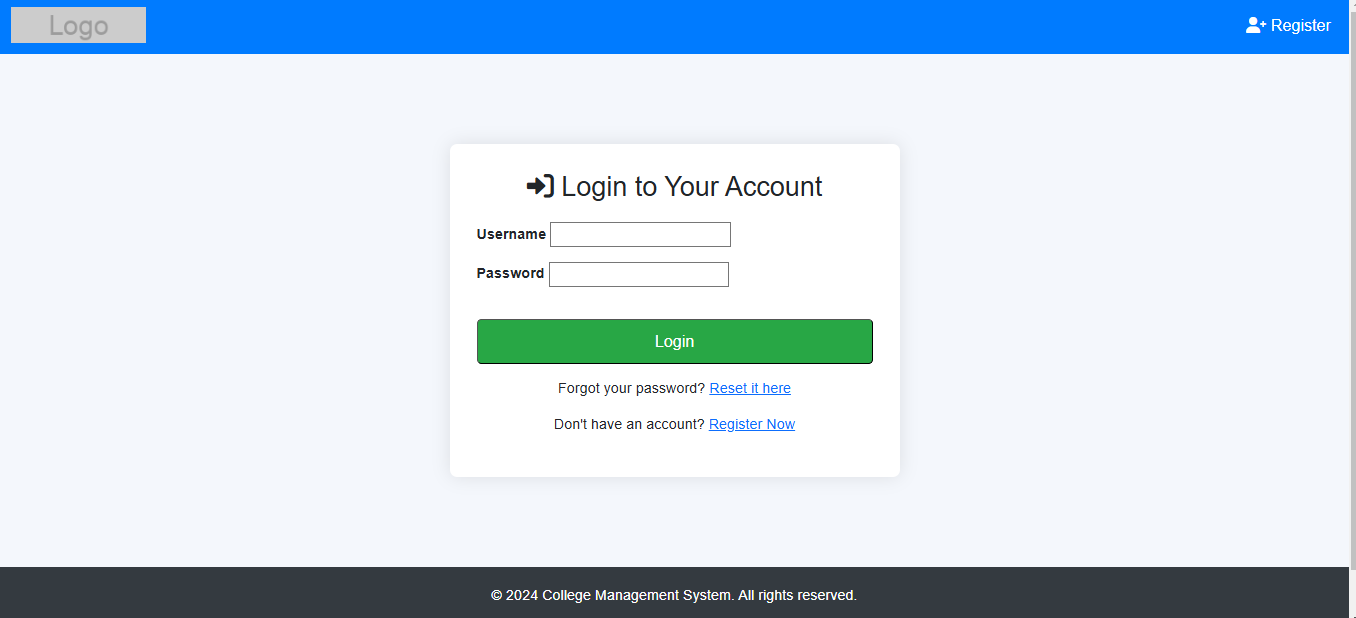 Logo
Register
Login to Your Account
Username
Password
Login
Forgot your password? Reset it here
Don't have an account? Register Now
© 2024 College Management System. All rights reserved.